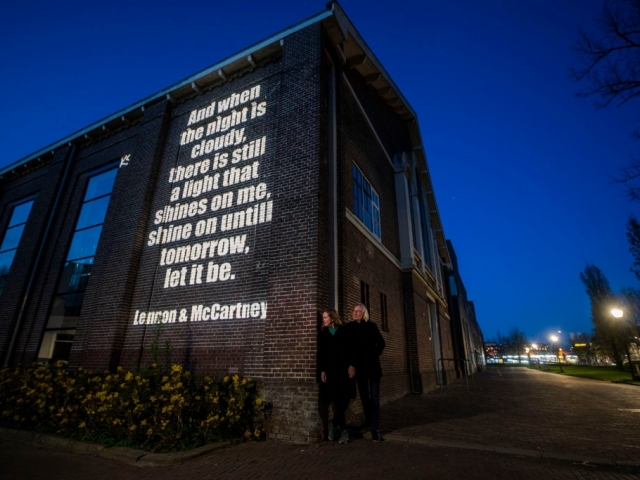 And when
the night is
cloudy,
there is still
a light that
shines on me,
shine on untill
tomorrow,
let it be.
Lennon & McCartney